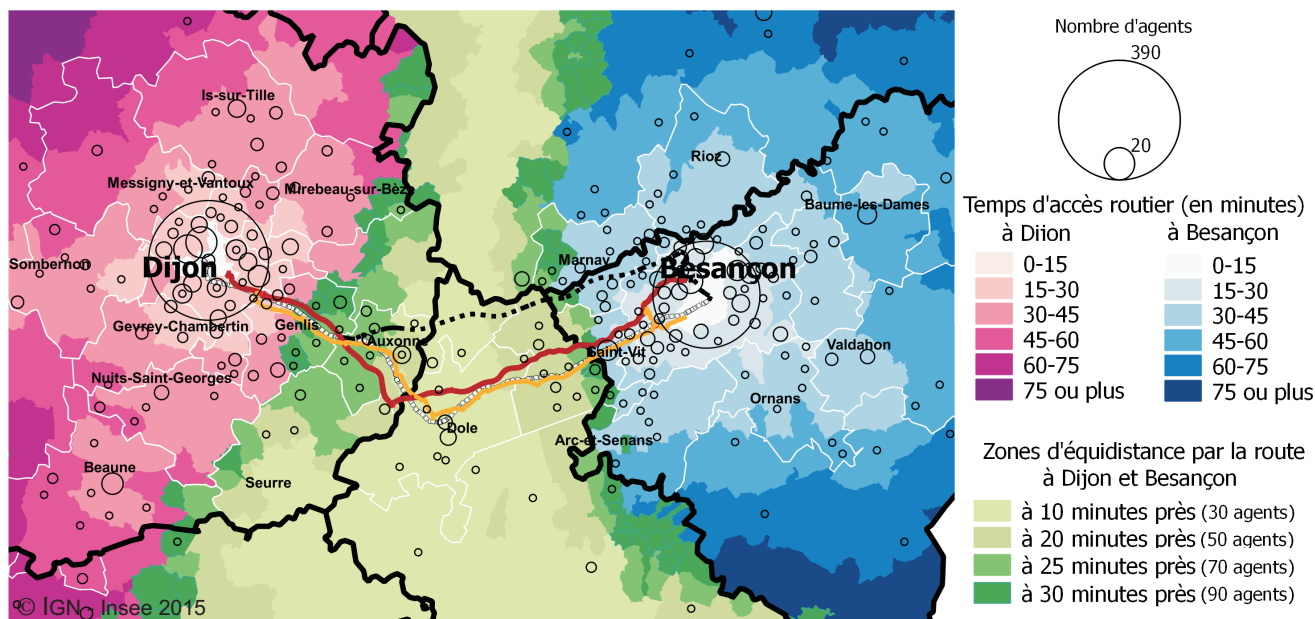 Is-sur-Tille
Messigny-et-Vantoux
Mirebeau-sur-Bèze
Rioz
Baume-les-Dames
Sombernon
Dijon
Marnay
Besançon
Gevrey-Chambertin
Genlis
Auxonne
Saint-Vit
Valdahon
Nuits-Saint-Georges
Ornans
Dole
Arc-et-Senans
Beaune
Seurre
© IGN - Insee 2015
Nombre d'agents
390
20
Temps d'accès routier (en minutes)
à Dijon à Besançon
0-15 0-15
15-30 15-30
30-45 30-45
45-60 45-60
60-75 60-75
75 ou plus 75 ou plus
Zones d'équidistance par la route
à Dijon et Besançon
à 10 minutes près (30 agents)
à 20 minutes près (50 agents)
à 25 minutes près (70 agents)
à 30 minutes près (90 agents)